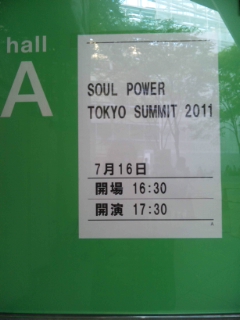 hall
A
SOUL POWER
TOKYO SUMMIT 2011
7月16日
開場 16:30
開演 17:30